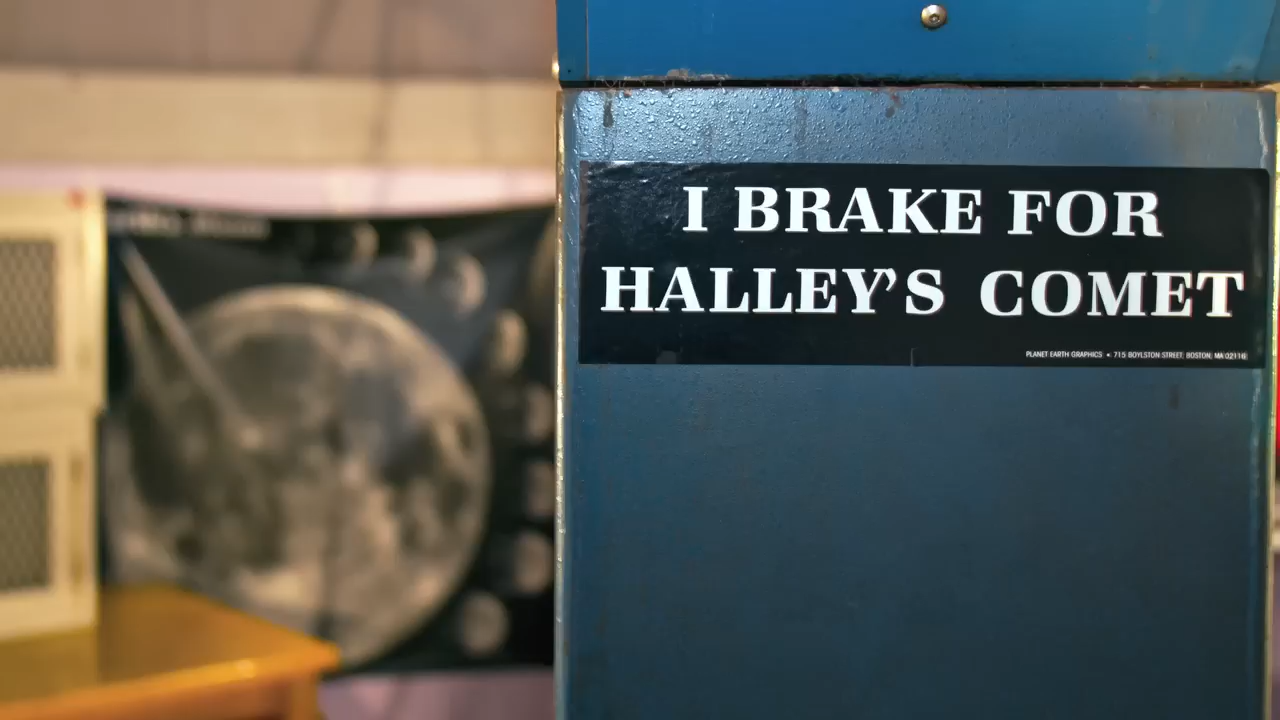 I BRAKE FOR
HALLEY'S COMET
PLANET EARTH GRAPHICS • 715 BOYLSTON STREET, BOSTON, MA 02116